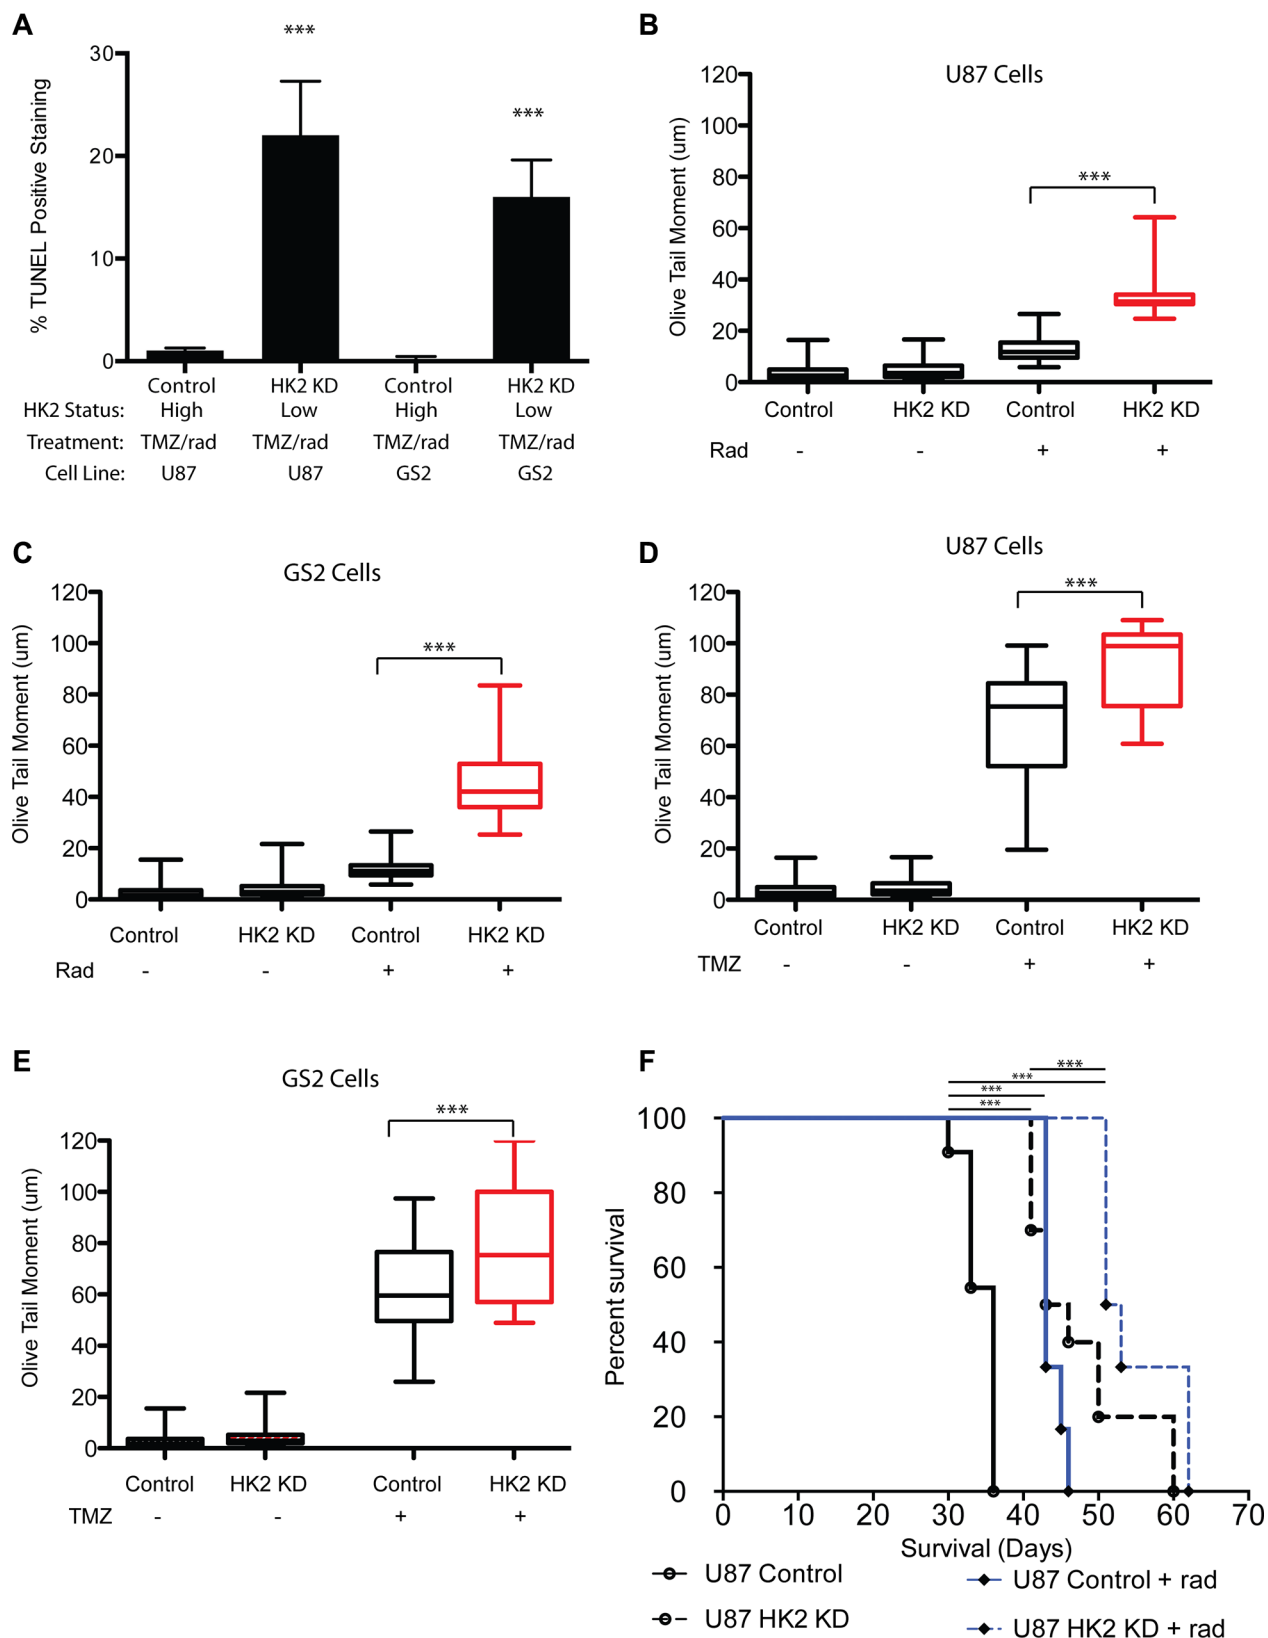 A
***
30
***
20
10
0
% TUNEL Positive Staining
Control HK2 KD Control HK2 KD
HK2 Status: High Low High Low
Treatment: TMZ/rad TMZ/rad TMZ/rad TMZ/rad
Cell Line: U87 U87 GS2 GS2
B
U87 Cells
120
100
80
60
40
20
0
Olive Tail Moment (um)
***
Control HK2 KD Control HK2 KD
Rad - - + +
C
GS2 Cells
120
100
80
60
40
20
0
Olive Tail Moment (um)
***
Control HK2 KD Control HK2 KD
Rad - - + +
D
U87 Cells
120
100
80
60
40
20
0
Olive Tail Moment (um)
***
Control HK2 KD Control HK2 KD
TMZ - - + +
E
GS2 Cells
120
100
80
60
40
20
0
Olive Tail Moment (um)
***
Control HK2 KD Control HK2 KD
TMZ - - + +
F
***
***
***
***
100
80
60
40
20
0
Percent survival
0 10 20 30 40 50 60 70
Survival (Days)
U87 Control
U87 HK2 KD
U87 Control + rad
U87 HK2 KD + rad